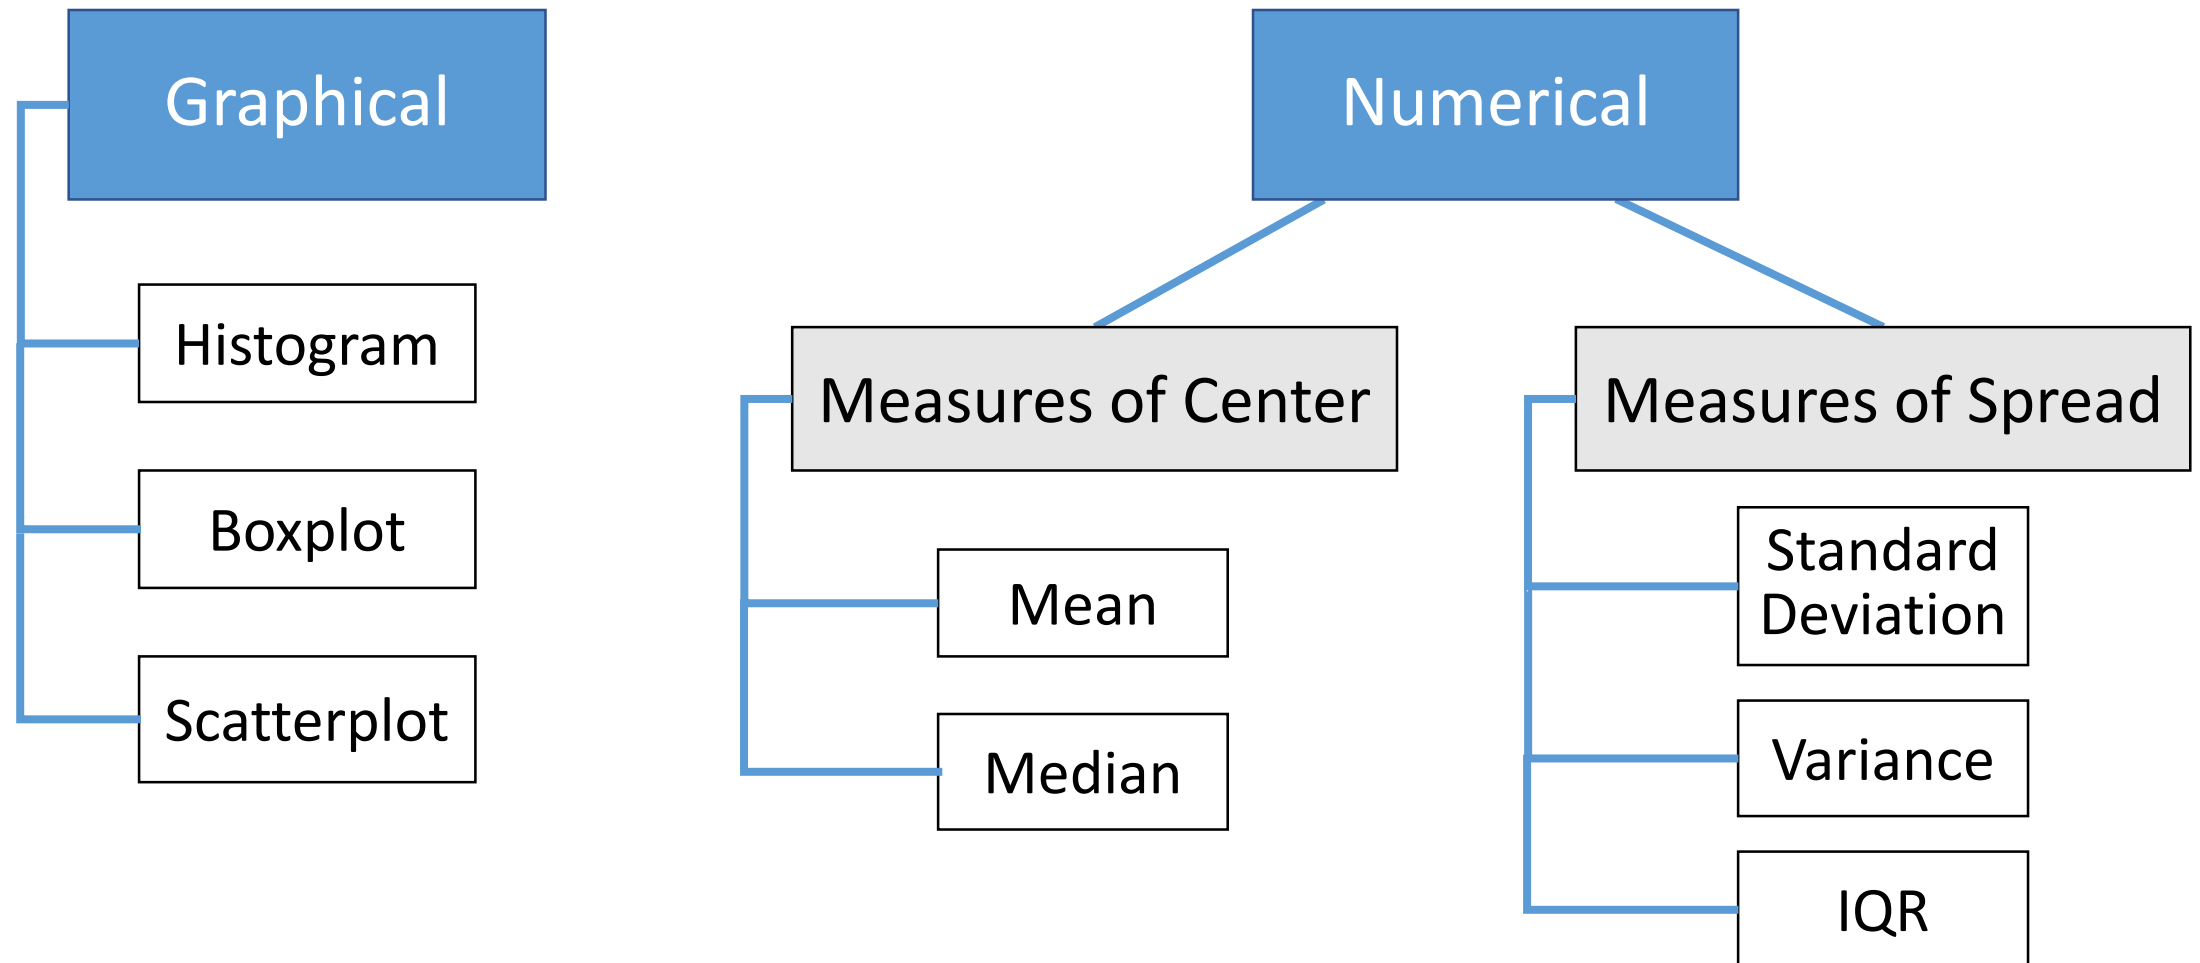 Graphical
Histogram
Boxplot
Scatterplot
Numerical
Measures of Center
Mean
Median
Measures of Spread
Standard
Deviation
Variance
IQR